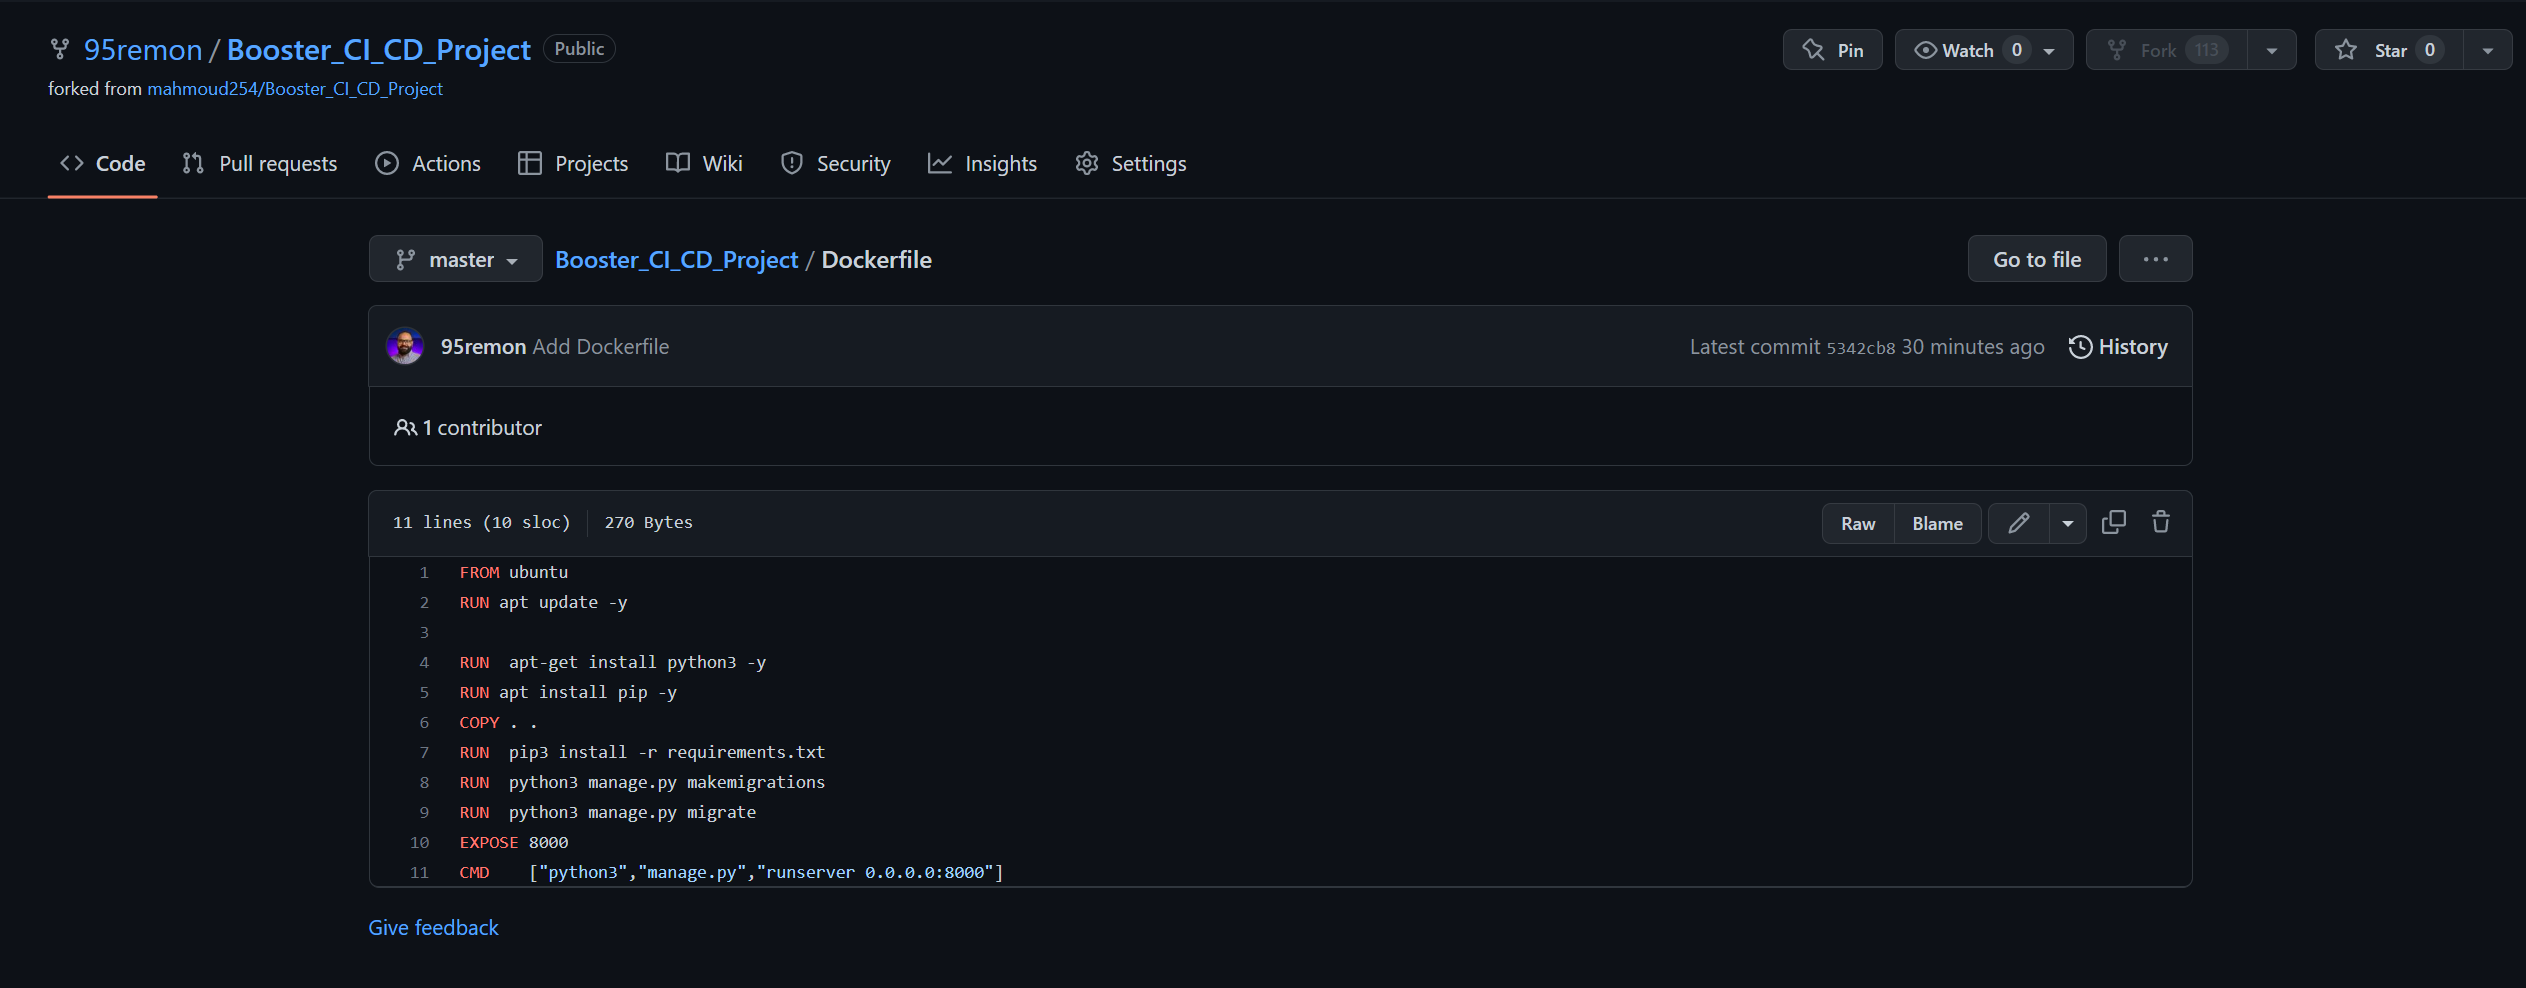 95remon / Booster_CI_CD_Project Public
Pin Watch 0 Fork 113 Star 0
forked from mahmoud254/Booster_CI_CD_Project
Code Pull requests Actions Projects Wiki Security Insights Settings
master Booster_CI_CD_Project / Dockerfile Go to file ...
95remon Add Dockerfile Latest commit 5342cb8 30 minutes ago History
1 contributor
11 lines (10 sloc) 270 Bytes Raw Blame
1 FROM ubuntu
2 RUN apt update -y
3
4 RUN  apt-get install python3 -y
5 RUN apt install pip -y
6 COPY . .
7 RUN  pip3 install -r requirements.txt
8 RUN  python3 manage.py makemigrations
9 RUN  python3 manage.py migrate
10 EXPOSE 8000
11 CMD    ["python3","manage.py","runserver 0.0.0.0:8000"]
Give feedback